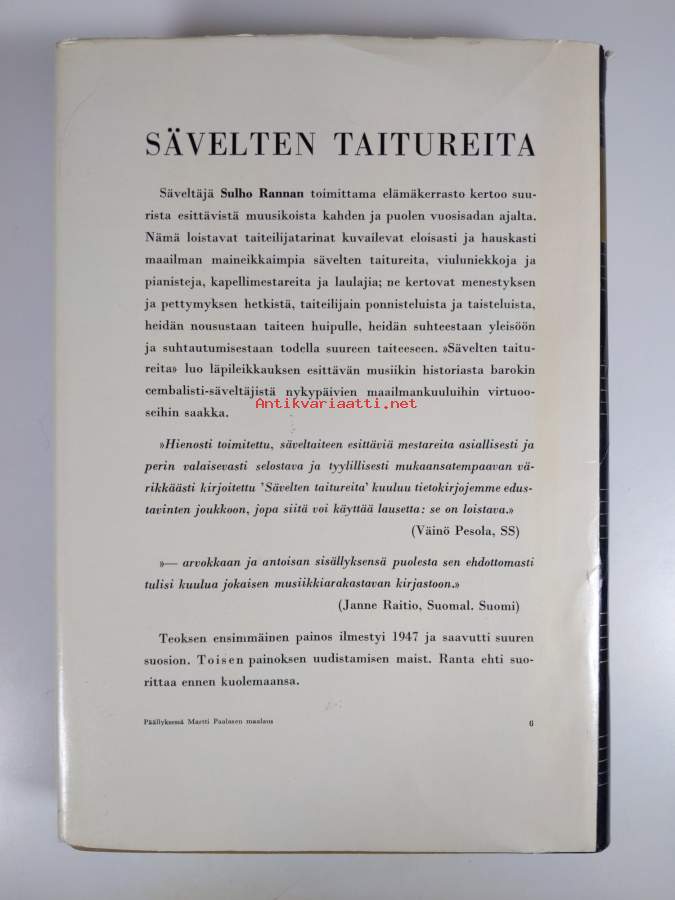 SÄVELTEN TAITUREITA
Säveltäjä Sulho Rannan toimittama elämäkerrasto kertoo suu-
rista esittävistä muusikoista kahden ja puolen vuosisadan ajalta.
Nämä loistavat taiteilijatarinat kuvailevat eloisasti ja hauskasti
maailman maineikkaimpia sävelten taitureita, viuluniekkoja ja
pianisteja, kapellimestareita ja laulajia; ne kertovat menestyksen
ja pettymyksen hetkistä, taiteilijain ponnisteluista ja taisteluista,
heidän nousustaan taiteen huipulle, heidän suhteestaan yleisöön
ja suhtautumisestaan todella suureen taiteeseen. »Sävelten taitu-
reita» luo läpileikkauksen esittävän musiikin historiasta barokin
cembalisti-säveltäjistä nykypäivien maailmankuuluihin virtuoo-
seihin saakka.
Antikvariaatti.net
»Hienosti toimitettu, säveltaiteen esittäviä mestareita asiallisesti ja
perin valaisevasti selostava ja tyylillisesti mukaansatempaavan vä-
rikkäästi kirjoitettu 'Sävelten taitureita' kuuluu tietokirjojemme edus-
tavinten joukkoon, jopa siitä voi käyttää lausetta: se on loistava.»
(Väinö Pesola, SS)
»— arvokkaan ja antoisan sisällyksensä puolesta sen ehdottomasti
tulisi kuulua jokaisen musiikkiarakastavan kirjastoon.»
(Janne Raitio, Suomal. Suomi)
Teoksen ensimmäinen painos ilmestyi 1947 ja saavutti suuren
suosion. Toisen painoksen uudistamisen maist. Ranta ehti suo-
rittaa ennen kuolemaansa.
Päällyksessä Martti Paalasen maalaus
6